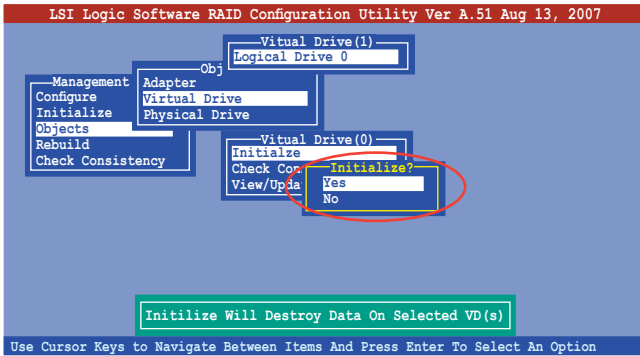 LSI Logic Software RAID Configuration Utility Ver A.51 Aug 13, 2007
Vitual Drive(1)
Logical Drive 0
Obj
Adapter
Virtual Drive
Physical Drive
Management
Configure
Initialize
Objects
Rebuild
Check Consistency
Vitual Drive(0)
Initialze
Check Con
View/Upda
Initialize?
Yes
No
Initilize Will Destroy Data On Selected VD(s)
Use Cursor Keys to Navigate Between Items And Press Enter To Select An Option